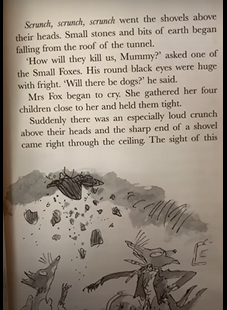 Scrunch, scrunch, scrunch went the shovels above
their heads. Small stones and bits of earth began
falling from the roof of the tunnel.
‘How will they kill us, Mummy?’ asked one of
the Small Foxes. His round black eyes were huge
with fright. ‘Will there be dogs?’ he said.
Mrs Fox began to cry. She gathered her four
children close to her and held them tight.
Suddenly there was an especially loud crunch
above their heads and the sharp end of a shovel
came right through the ceiling. The sight of this